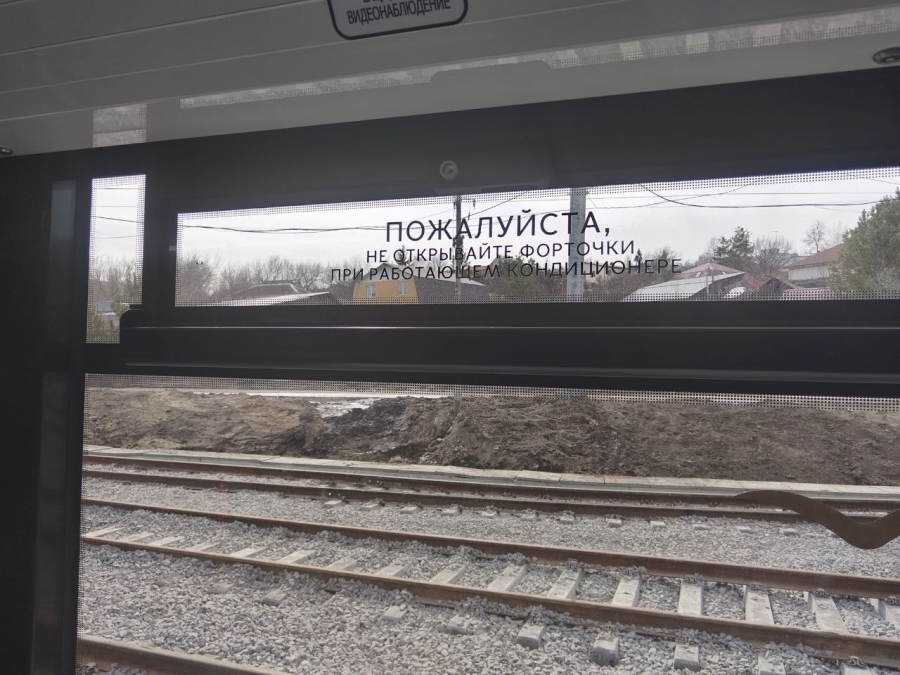 ВИДЕОНАБЛЮДЕНИЕ
ПОЖАЛУЙСТА,
НЕ ОТКРЫВАЙТЕ ФОРТОЧКИ
ПРИ РАБОТАЮЩЕМ КОНДИЦИОНЕРЕ